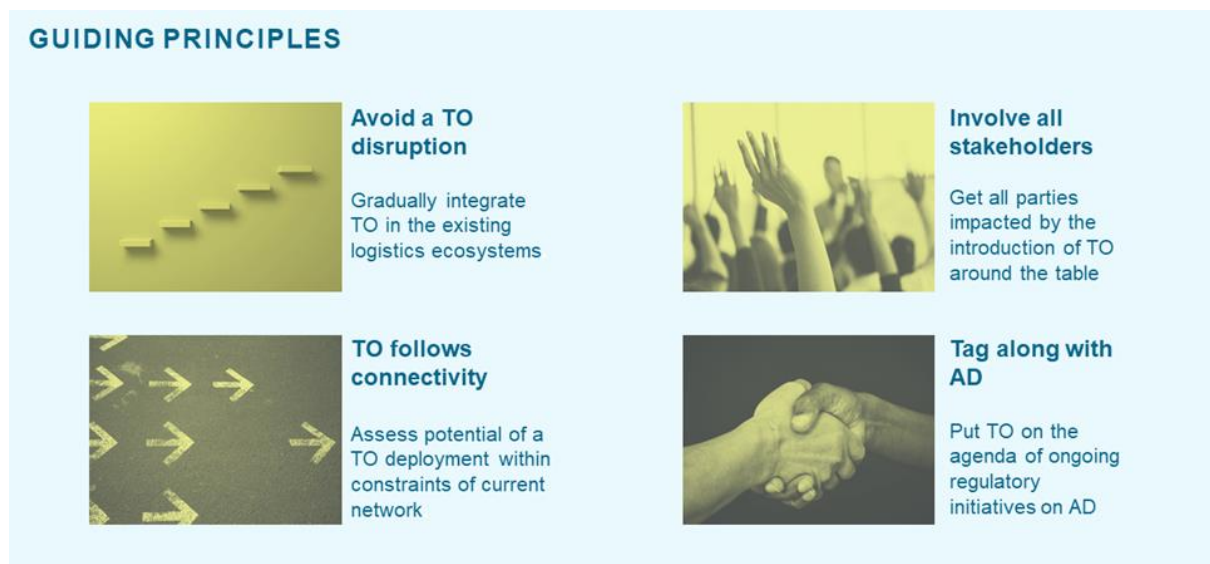 GUIDING PRINCIPLES
Avoid a TO
disruption
Gradually integrate
TO in the existing
logistics ecosystems
Involve all
stakeholders
Get all parties
impacted by the
introduction of TO
around the table
TO follows
connectivity
Assess potential of a
TO deployment within
constraints of current
network
Tag along with
AD
Put TO on the
agenda of ongoing
regulatory
initiatives on AD